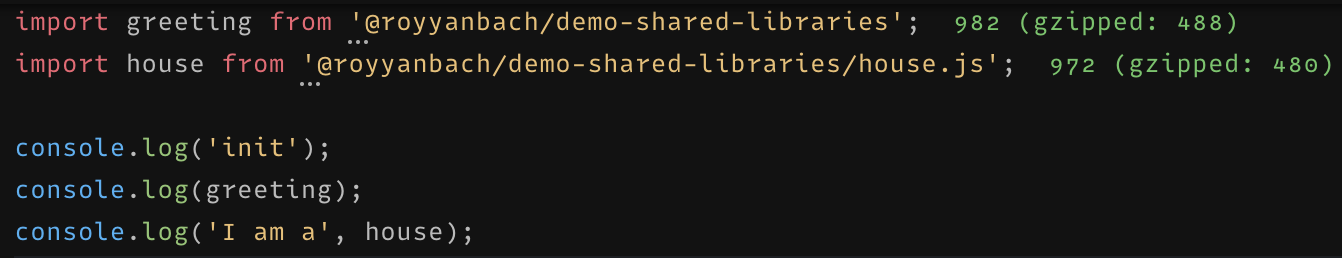 import greeting from '@royyanbach/demo-shared-libraries'; 982 (gzipped: 488)
import house from '@royyanbach/demo-shared-libraries/house.js'; 972 (gzipped: 480)
console.log('init');
console.log(greeting);
console.log('I am a', house);